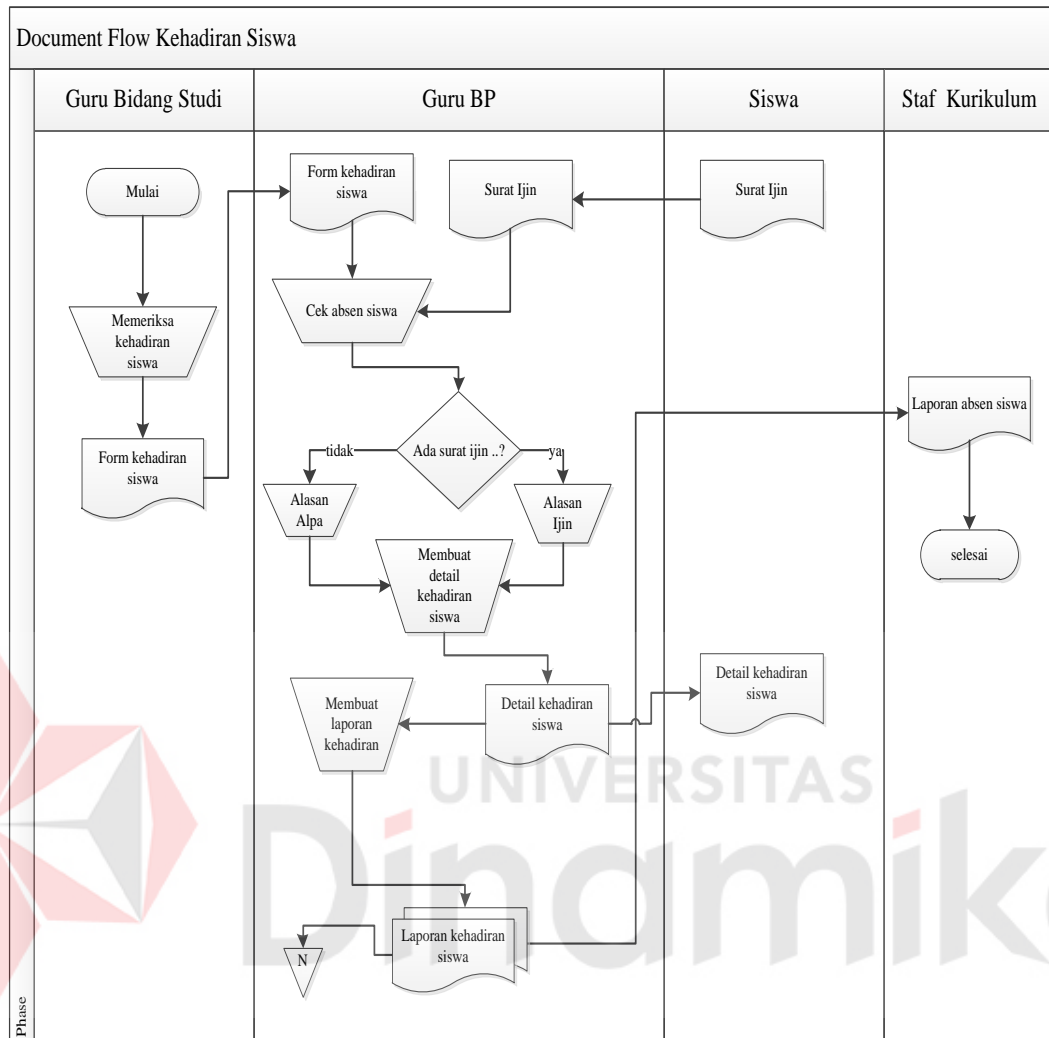 Document Flow Kehadiran Siswa
Guru Bidang Studi
Guru BP
Siswa
Staf Kurikulum
Mulai
Memeriksa
kehadiran
siswa
Form kehadiran
siswa
Form kehadiran
siswa
Surat Ijin
Surat Ijin
Cek absen siswa
Ada surat ijin ..?
tidak
ya
Alasan
Alpa
Alasan
Ijin
Membuat
detail
kehadiran
siswa
Detail kehadiran
siswa
Detail kehadiran
siswa
Membuat
laporan
kehadiran
Laporan kehadiran
siswa
N
Laporan absen siswa
selesai
Phase
UNIVERSITAS
Dinamika